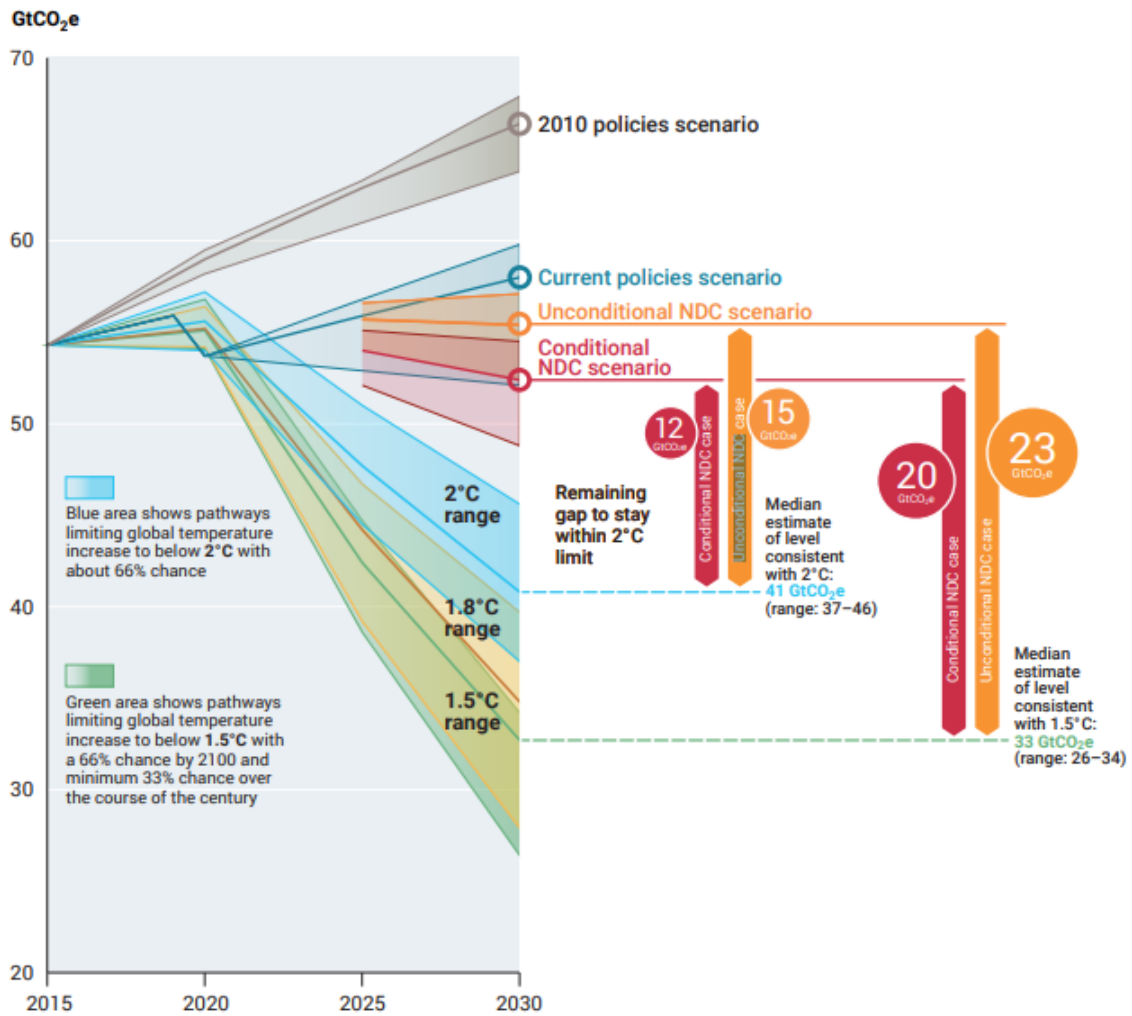 GtCO₂e
70
60
50
40
30
20
2015
2020
2025
2030
2010 policies scenario
Current policies scenario
Unconditional NDC scenario
Conditional
NDC scenario
2°C
range
1.8°C
range
1.5°C
range
Blue area shows pathways
limiting global temperature
increase to below 2°C with
about 66% chance
Green area shows pathways
limiting global temperature
increase to below 1.5°C with
a 66% chance by 2100 and
minimum 33% chance over
the course of the century
Remaining
gap to stay
within 2°C
limit
12
GtCO₂e
Conditional NDC case
Unconditional NDC case
15
GtCO₂e
Median
estimate
of level
consistent
with 2°C:
41 GtCO₂e
(range: 37–46)
20
GtCO₂e
Conditional NDC case
Unconditional NDC case
23
GtCO₂e
Median
estimate
of level
consistent
with 1.5°C:
33 GtCO₂e
(range: 26–34)